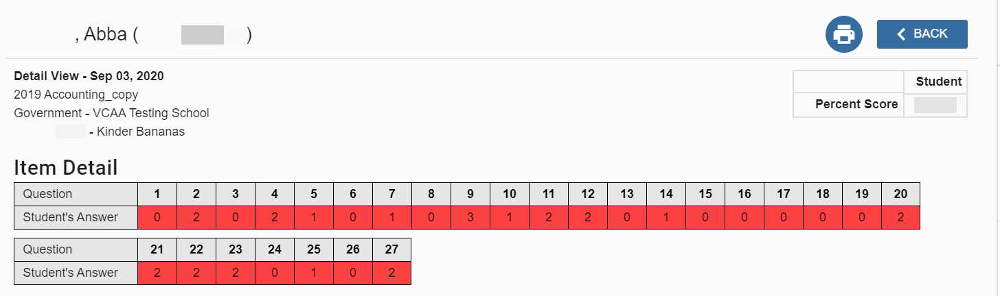 , Abba ( )
BACK
Detail View - Sep 03, 2020
2019 Accounting_copy
Government - VCAA Testing School
- Kinder Bananas
Student
Percent Score
Item Detail
Question 1 2 3 4 5 6 7 8 9 10 11 12 13 14 15 16 17 18 19 20
Student's Answer 0 2 0 2 1 0 1 0 3 1 2 2 0 1 0 0 0 0 0 2
Question 21 22 23 24 25 26 27
Student's Answer 2 2 2 0 1 0 2